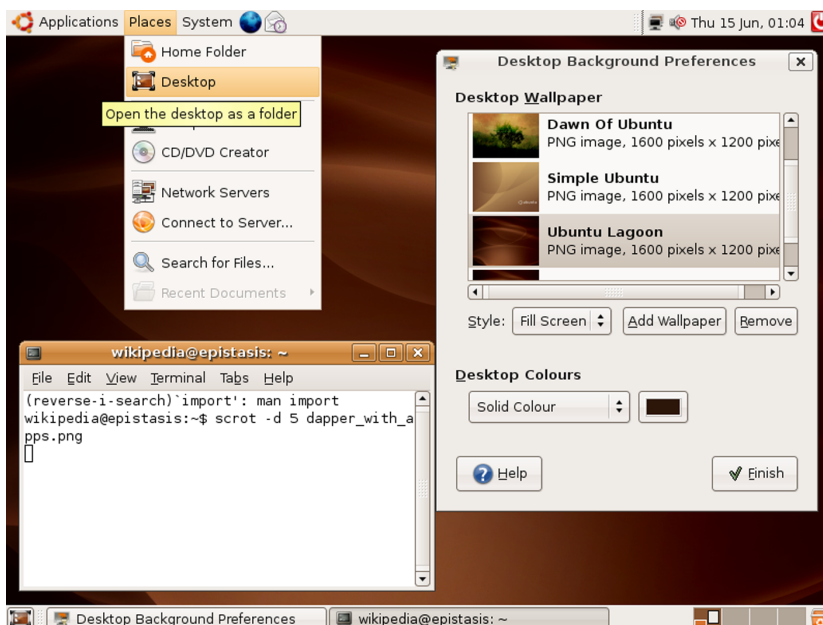 Applications Places System
Thu 15 Jun, 01:04
Home Folder
Desktop
Open the desktop as a folder
CD/DVD Creator
Network Servers
Connect to Server...
Search for Files...
Recent Documents
Desktop Background Preferences
Desktop Wallpaper
Dawn Of Ubuntu
PNG image, 1600 pixels x 1200 pixe
Simple Ubuntu
PNG image, 1600 pixels x 1200 pixe
Ubuntu Lagoon
PNG image, 1600 pixels x 1200 pixe
Style: Fill Screen Add Wallpaper Remove
Desktop Colours
Solid Colour
Help Finish
wikipedia@epistasis: ~
File Edit View Terminal Tabs Help
(reverse-i-search)`import': man import
wikipedia@epistasis:~$ scrot -d 5 dapper_with_a
pps.png
Desktop Background Preferences wikipedia@epistasis: ~